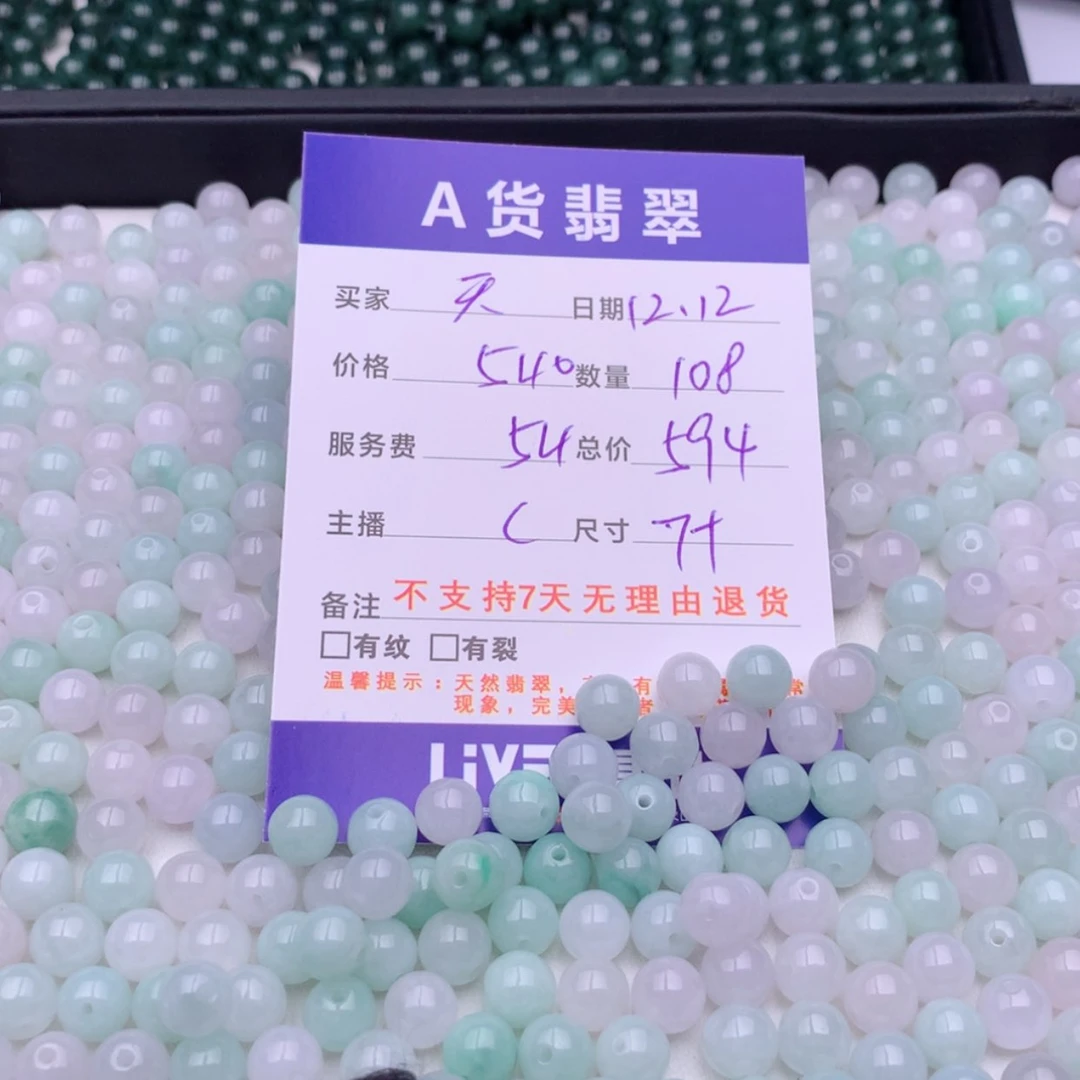 A货翡翠
买家 天 日期 12.12
价格 540 数量 108
服务费 54 总价 594
主播 C 尺寸 7+
备注 不支持7天无理由退货
□有纹 □有裂
温馨提示：天然翡翠，有
现象，完美 者
LiVE